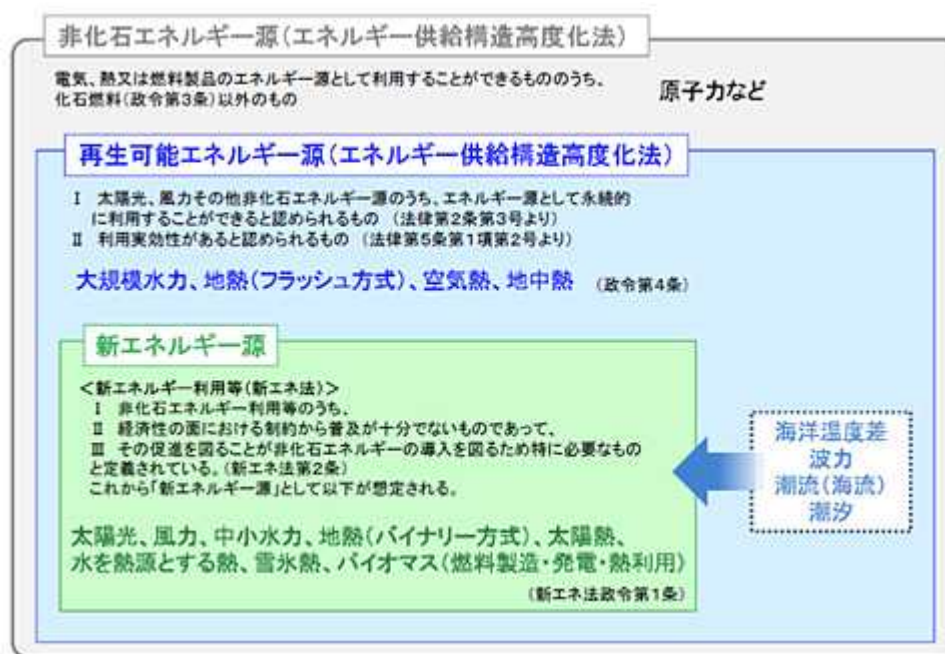 非化石エネルギー源(エネルギー供給構造高度化法)
電気、熱又は燃料製品のエネルギー源として利用することができるもののうち、
化石燃料(政令第3条)以外のもの
原子力など
再生可能エネルギー源(エネルギー供給構造高度化法)
Ⅰ 太陽光、風力その他非化石エネルギー源のうち、エネルギー源として永続的
に利用することができると認められるもの (法律第2条第3号より)
Ⅱ 利用実効性があると認められるもの (法律第5条第1項第2号より)
大規模水力、地熱(フラッシュ方式)、空気熱、地中熱 (政令第4条)
新エネルギー源
<新エネルギー利用等(新エネ法)>
Ⅰ 非化石エネルギー利用等のうち、
Ⅱ 経済性の面における制約から普及が十分でないものであって、
Ⅲ その促進を図ることが非化石エネルギーの導入を図るため特に必要なもの
と定義されている。(新エネ法第2条)
これから「新エネルギー源」として以下が想定される。
太陽光、風力、中小水力、地熱(バイナリー方式)、太陽熱、
水を熱源とする熱、雪氷熱、バイオマス(燃料製造・発電・熱利用)
(新エネ法政令第1条)
海洋温度差
波力
潮流(海流)
潮汐